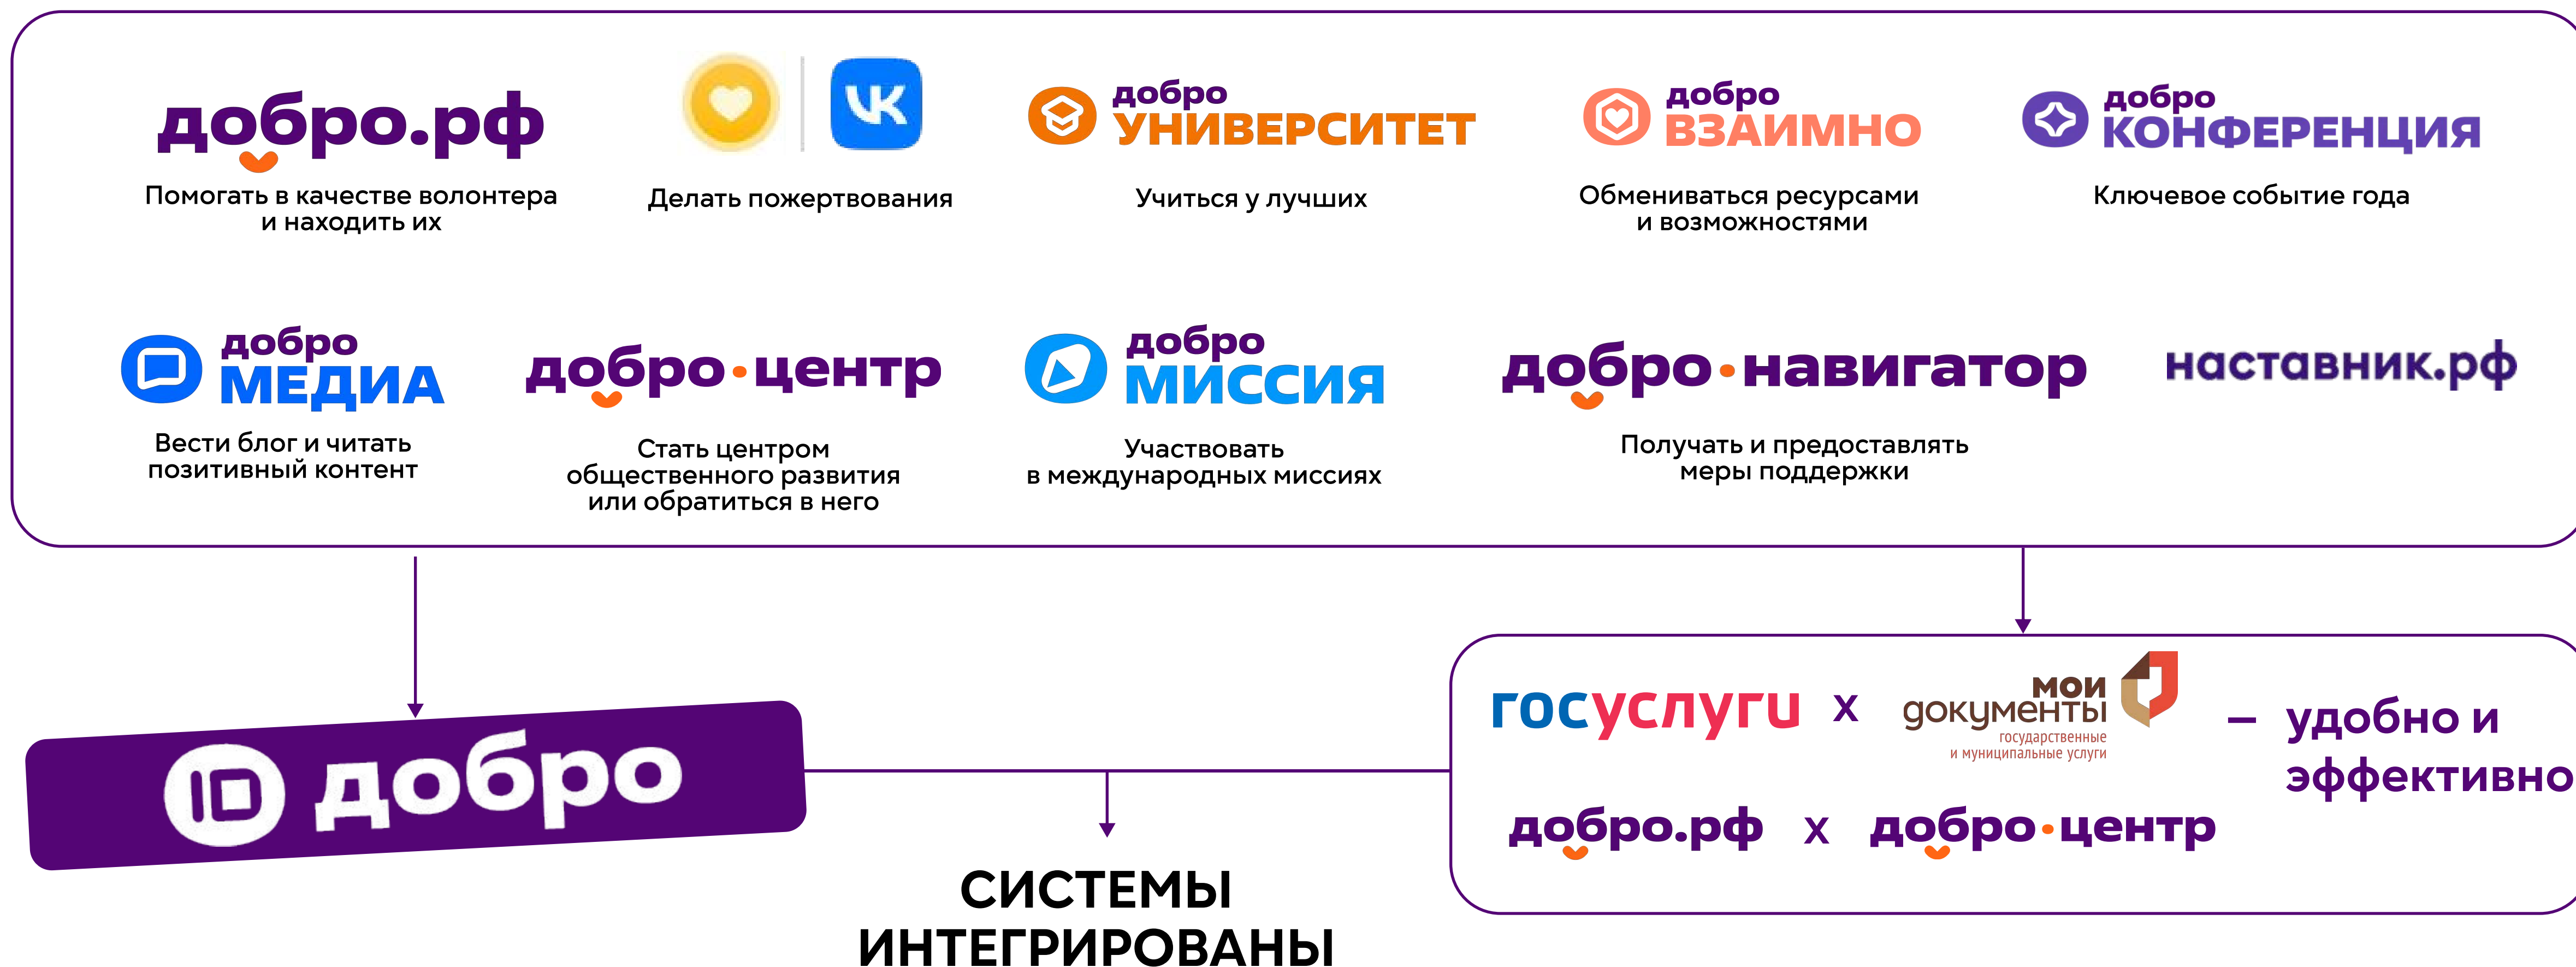 добро.рф
Помогать в качестве волонтера
и находить их
VK
Делать пожертвования
добро
УНИВЕРСИТЕТ
Учиться у лучших
добро
ВЗАИМНО
Обмениваться ресурсами
и возможностями
добро
КОНФЕРЕНЦИЯ
Ключевое событие года
добро
МЕДИА
Вести блог и читать
позитивный контент
добро•центр
Стать центром
общественного развития
или обратиться в него
добро
МИССИЯ
Участвовать
в международных миссиях
добро•навигатор
Получать и предоставлять
меры поддержки
наставник.рф
ID добро
СИСТЕМЫ
ИНТЕГРИРОВАНЫ
госуслуги x
мои
документы
государственные
и муниципальные услуги
– удобно и
эффективно
добро.рф x добро•центр